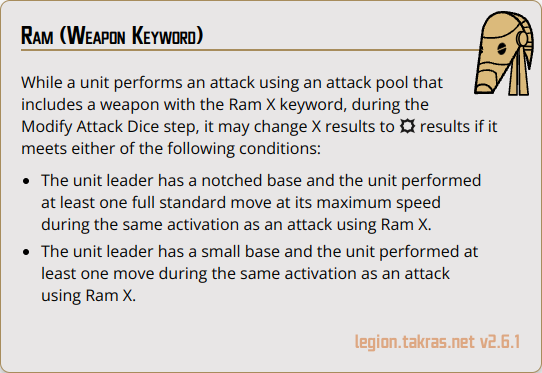 Ram (Weapon Keyword)
While a unit performs an attack using an attack pool that
includes a weapon with the Ram X keyword, during the
Modify Attack Dice step, it may change X results to results if it
meets either of the following conditions:
• The unit leader has a notched base and the unit performed
at least one full standard move at its maximum speed
during the same activation as an attack using Ram X.
• The unit leader has a small base and the unit performed at
least one move during the same activation as an attack
using Ram X.
legion.takras.net v2.6.1